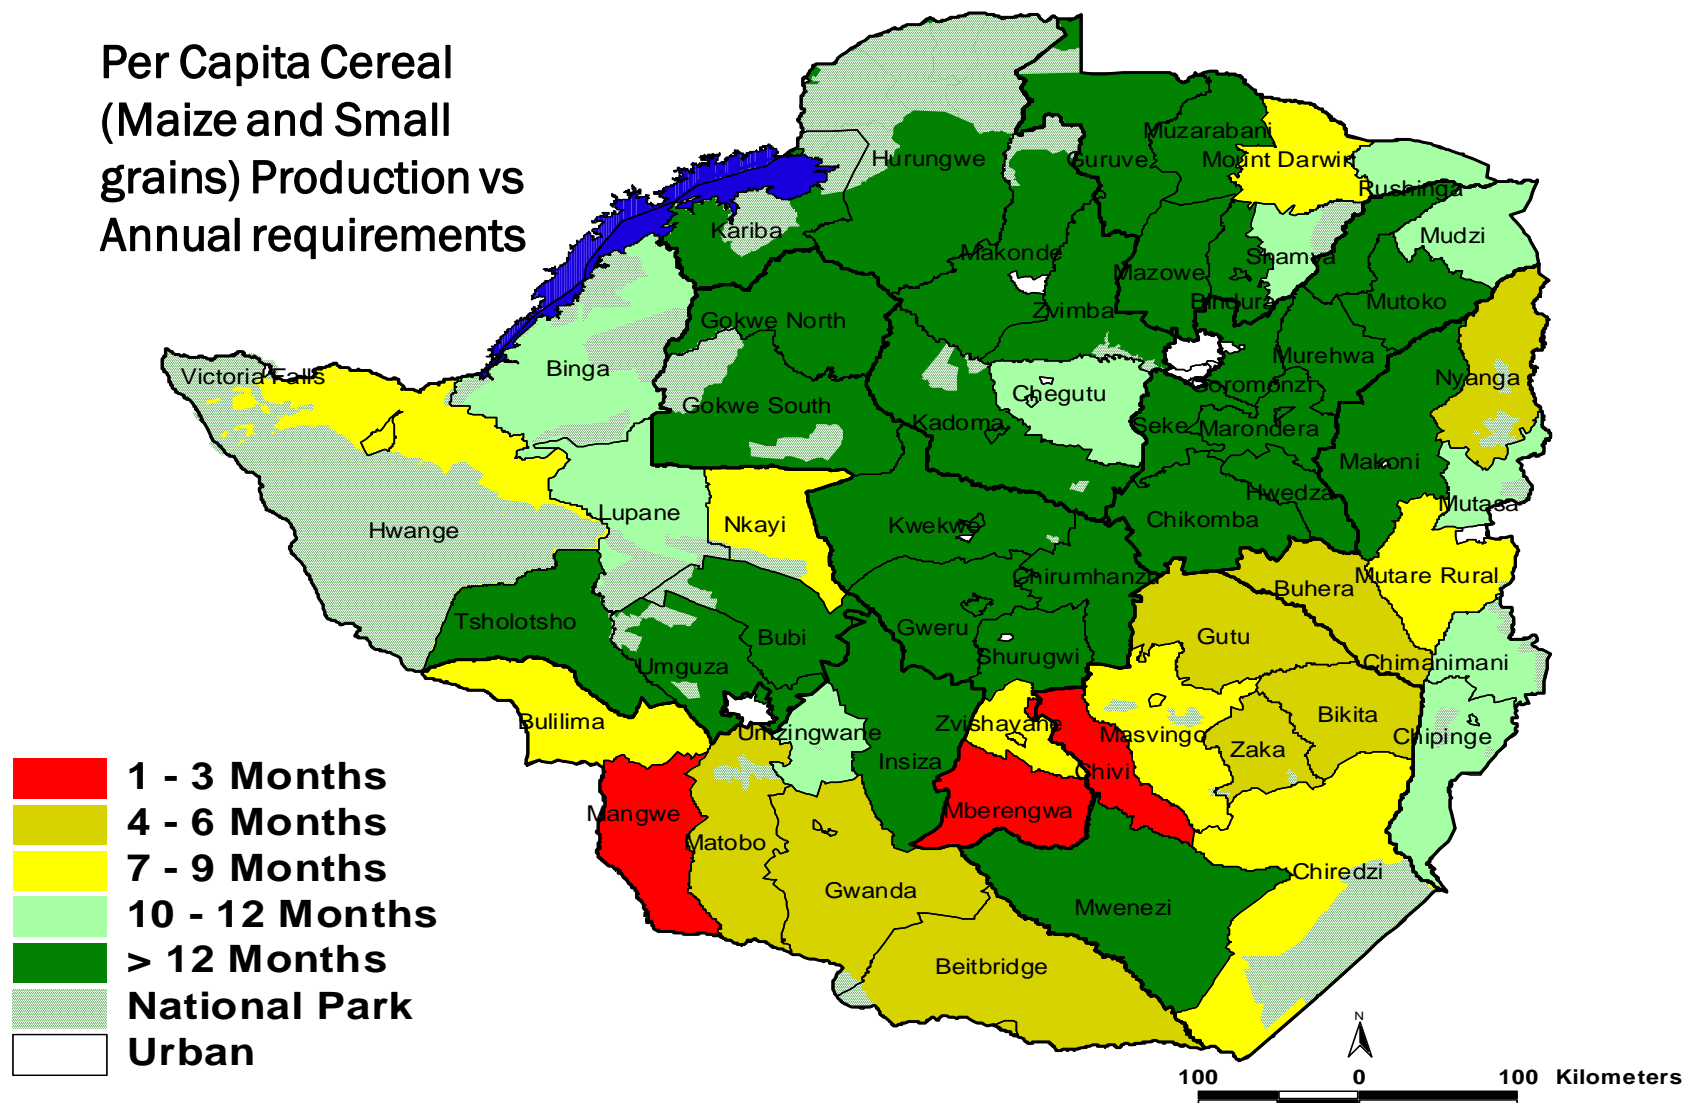 Per Capita Cereal
(Maize and Small
grains) Production vs
Annual requirements
Muzarabani
Hurungwe
Guruve
Mount Darwin
Rushinga
Kariba
Mudzi
Makonde
Shamva
Mazowe
Bindura
Mutoko
Zvimba
Gokwe North
Murehwa
Binga
Victoria Falls
Nyanga
Goromonzi
Chegutu
Gokwe South
Kadoma
Seke
Marondera
Makoni
Hwedza
Mutasa
Lupane
Nkayi
Kwekwe
Chikomba
Hwange
Chirumhanzu
Mutare Rural
Buhera
Tsholotsho
Gweru
Bubi
Gutu
Shurugwi
Umguza
Chimanimani
Bulilima
Zvishavane
Bikita
Umzingwane
Masvingo
Chipinge
Zaka
Insiza
Chivi
Mangwe
Mberengwa
Matobo
Chiredzi
Gwanda
Mwenezi
Beitbridge
1 - 3 Months
4 - 6 Months
7 - 9 Months
10 - 12 Months
> 12 Months
National Park
Urban
N
100 0 100 Kilometers